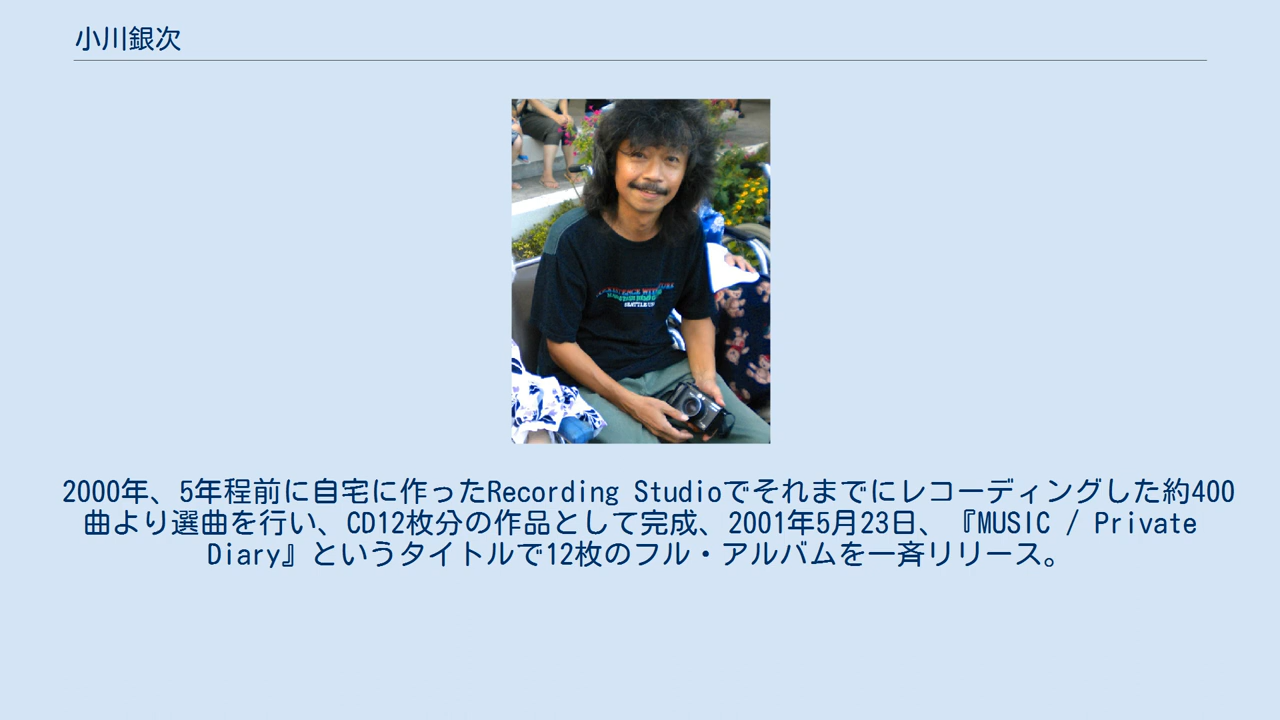 小川銀次
SEATTLE
2000年、5年程前に自宅に作ったRecording Studioでそれまでにレコーディングした約400
曲より選曲を行い、CD12枚分の作品として完成、2001年5月23日、『MUSIC / Private
Diary』というタイトルで12枚のフル・アルバムを一斉リリース。